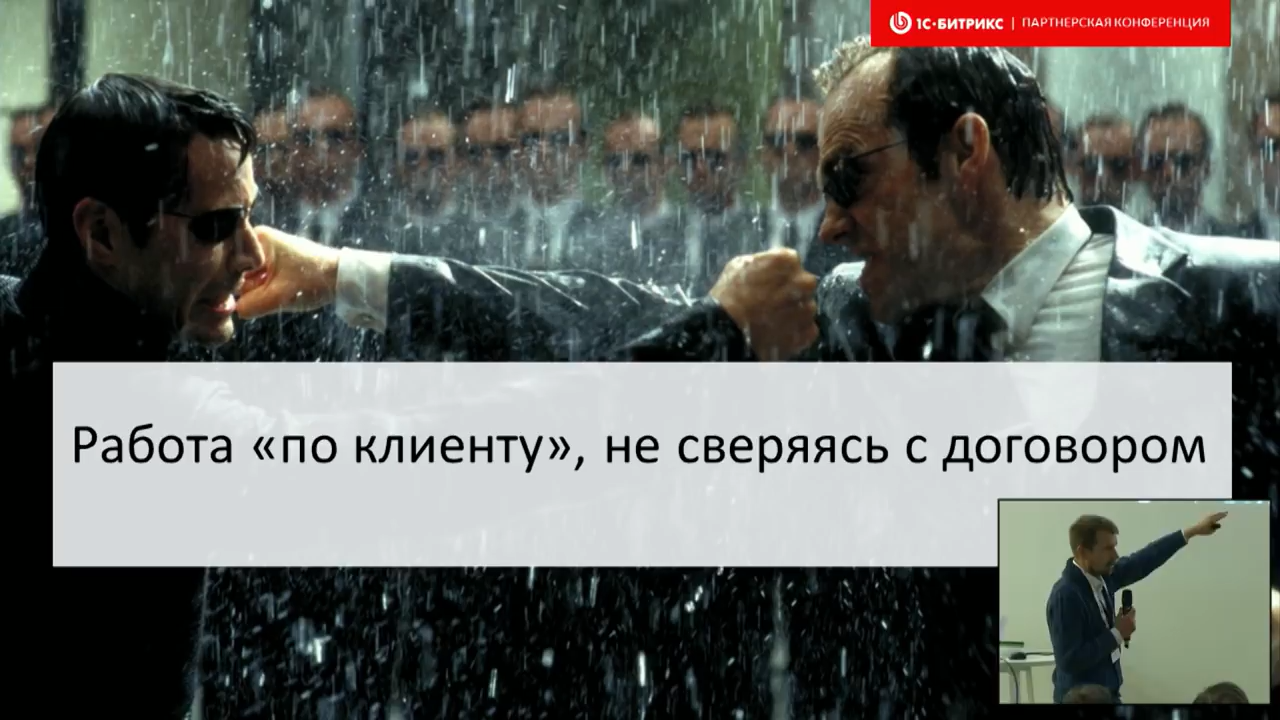 1С·БИТРИКС | ПАРТНЕРСКАЯ КОНФЕРЕНЦИЯ
Работа «по клиенту», не сверяясь с договором